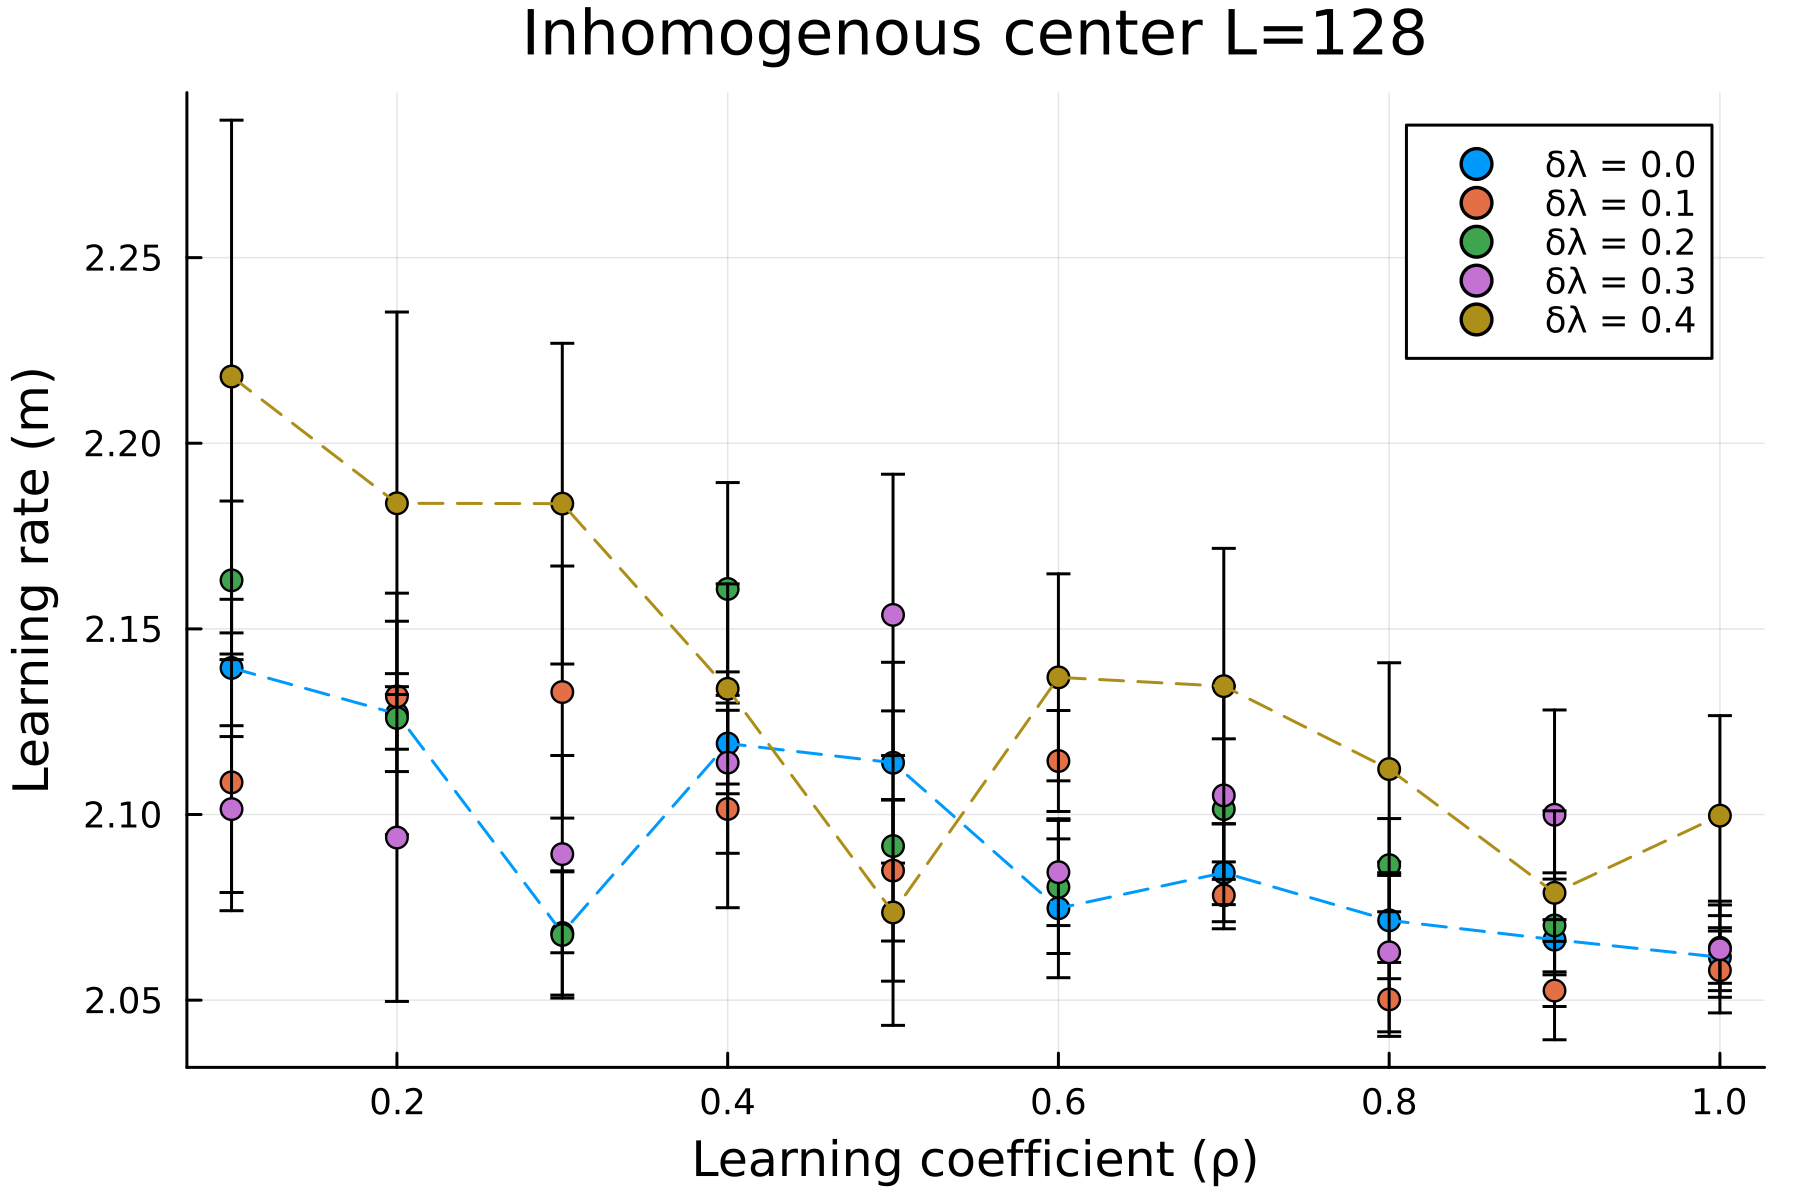 Inhomogenous center L=128
δλ = 0.0
δλ = 0.1
δλ = 0.2
δλ = 0.3
δλ = 0.4
Learning rate (m)
2.25
2.20
2.15
2.10
2.05
0.2 0.4 0.6 0.8 1.0
Learning coefficient (ρ)